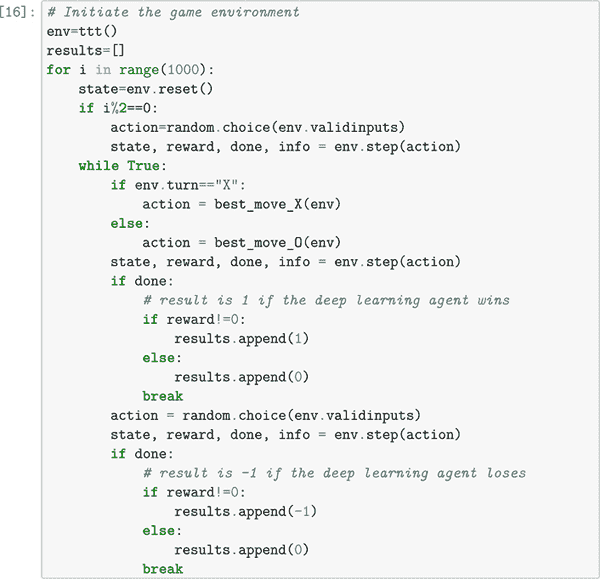 [16]: # Initiate the game environment
env=ttt()
results=[]
for i in range(1000):
    state=env.reset()
    if i%2==0:
        action=random.choice(env.validinputs)
        state, reward, done, info = env.step(action)
    while True:
        if env.turn=="X":
            action = best_move_X(env)
        else:
            action = best_move_O(env)
        state, reward, done, info = env.step(action)
        if done:
            # result is 1 if the deep learning agent wins
            if reward!=0:
                results.append(1)
            else:
                results.append(0)
            break
        action = random.choice(env.validinputs)
        state, reward, done, info = env.step(action)
        if done:
            # result is -1 if the deep learning agent loses
            if reward!=0:
                results.append(-1)
            else:
                results.append(0)
            break